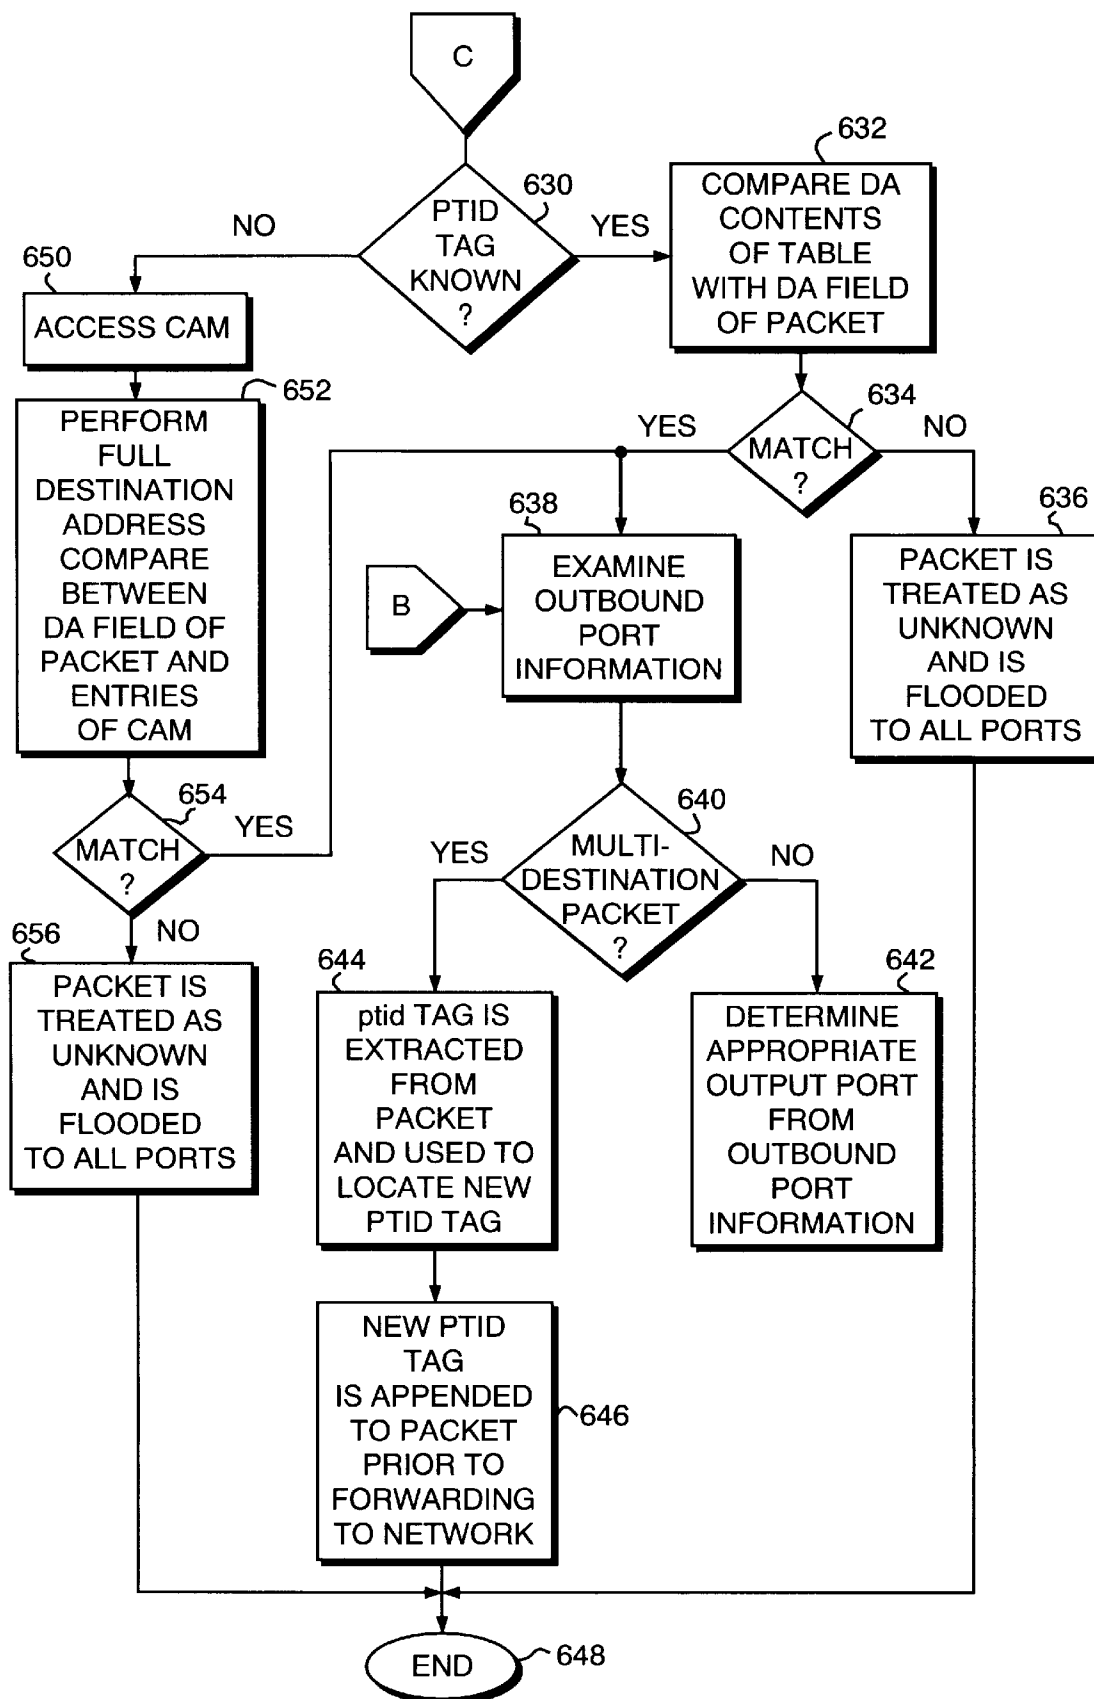 C
630
PTID
TAG
KNOWN
?
NO
YES
632
COMPARE DA
CONTENTS
OF TABLE
WITH DA FIELD
OF PACKET
650
ACCESS CAM
652
PERFORM
FULL
DESTINATION
ADDRESS
COMPARE
BETWEEN
DA FIELD OF
PACKET AND
ENTRIES
OF CAM
634
MATCH
?
YES
NO
636
PACKET IS
TREATED AS
UNKNOWN
AND IS
FLOODED
TO ALL PORTS
638
EXAMINE
OUTBOUND
PORT
INFORMATION
B
654
MATCH
?
YES
NO
640
MULTI-
DESTINATION
PACKET
?
YES
NO
656
PACKET IS
TREATED AS
UNKNOWN
AND IS
FLOODED
TO ALL PORTS
644
ptid TAG IS
EXTRACTED
FROM
PACKET
AND USED TO
LOCATE NEW
PTID TAG
642
DETERMINE
APPROPRIATE
OUTPUT PORT
FROM
OUTBOUND
PORT
INFORMATION
NEW PTID
TAG
IS APPENDED
TO PACKET
PRIOR TO
FORWARDING
TO NETWORK
646
END
648